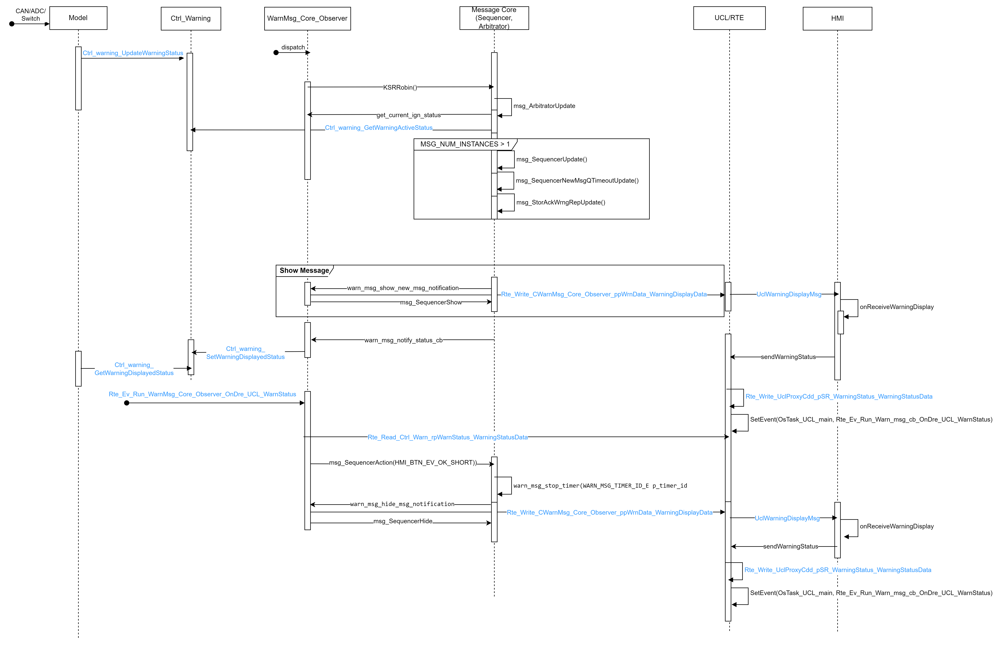 CAN/ADC/
Switch
Model
Ctrl_Warning
WarnMsg_Core_Observer
Message Core
(Sequencer,
Arbitrator)
UCL/RTE
HMI
dispatch
Ctrl_warning_UpdateWarningStatus
KSRRobin()
msg_ArbitratorUpdate
get_current_ign_status
Ctrl_warning_GetWarningActiveStatus
MSG_NUM_INSTANCES > 1
msg_SequencerUpdate()
msg_SequencerNewMsgQTimeoutUpdate()
msg_StorAckWrngRepUpdate()
Show Message
warn_msg_show_new_msg_notification
Rte_Write_CWarnMsg_Core_Observer_ppWrnData_WarningDisplayData
UclWarningDisplayMsg
msg_SequencerShow
onReceiveWarningDisplay
warn_msg_notify_status_cb
Ctrl_warning_
SetWarningDisplayedStatus
sendWarningStatus
Ctrl_warning_
GetWarningDisplayedStatus
Rte_Ev_Run_WarnMsg_Core_Observer_OnDre_UCL_WarnStatus
Rte_Write_UclProxyCdd_pSR_WarningStatus_WarningStatusData
SetEvent(OsTask_UCL_main, Rte_Ev_Run_Warn_msg_cb_OnDre_UCL_WarnStatus)
Rte_Read_Ctrl_Warn_rpWarnStatus_WarningStatusData
msg_SequencerAction(HMI_BTN_EV_OK_SHORT))
warn_msg_stop_timer(WARN_MSG_TIMER_ID_E p_timer_id
warn_msg_hide_msg_notification
Rte_Write_CWarnMsg_Core_Observer_ppWrnData_WarningDisplayData
UclWarningDisplayMsg
msg_SequencerHide
onReceiveWarningDisplay
sendWarningStatus
Rte_Write_UclProxyCdd_pSR_WarningStatus_WarningStatusData
SetEvent(OsTask_UCL_main, Rte_Ev_Run_Warn_msg_cb_OnDre_UCL_WarnStatus)